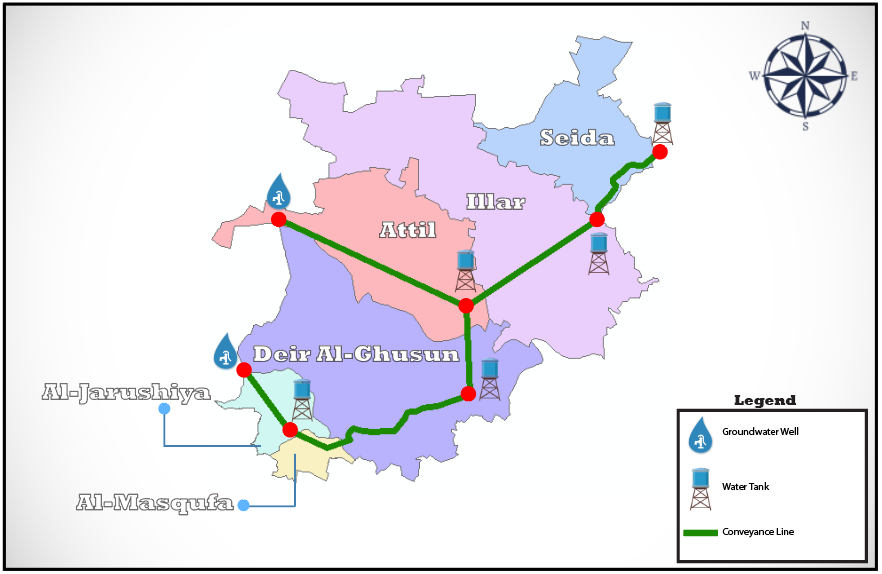 N
W
E
S
Seida
Illar
Attil
Deir Al-Ghusun
Al-Jarushiya
Al-Masqufa
Legend
Groundwater Well
Water Tank
Conveyance Line